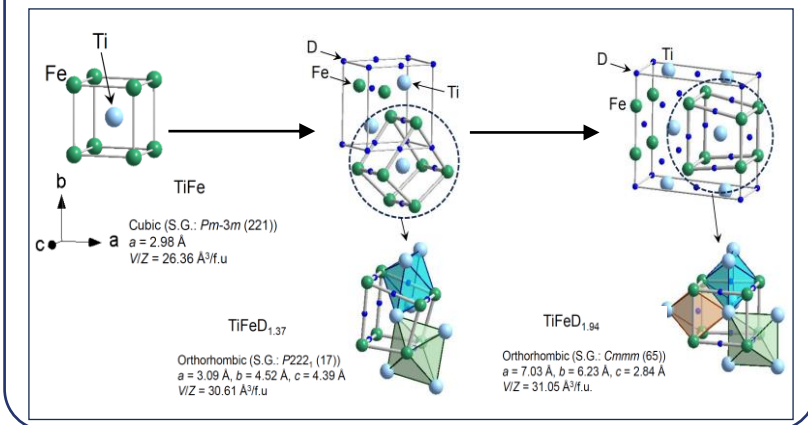 Ti
Fe
b
c
a
TiFe
Cubic (S.G.: Pm-3m (221))
a = 2.98 Å
V/Z = 26.36 Å³/f.u
D
Fe
Ti
TiFeD₁.₃₇
Orthorhombic (S.G.: P222₁ (17))
a = 3.09 Å, b = 4.52 Å, c = 4.39 Å
V/Z = 30.61 Å³/f.u
D
Ti
Fe
TiFeD₁.₉₄
Orthorhombic (S.G.: Cmmm (65))
a = 7.03 Å, b = 6.23 Å, c = 2.84 Å
V/Z = 31.05 Å³/f.u.